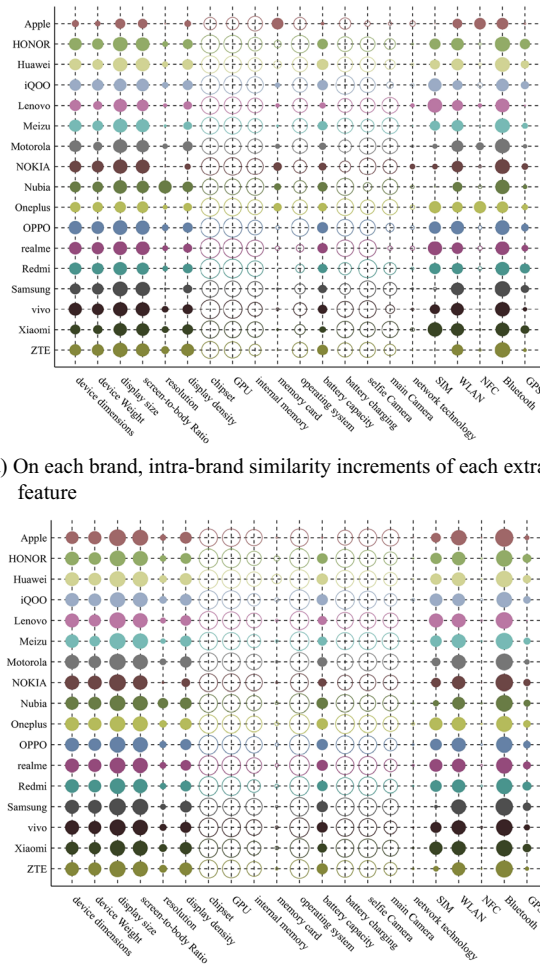 Apple
HONOR
Huawei
iQOO
Lenovo
Meizu
Motorola
NOKIA
Nubia
Oneplus
OPPO
realme
Redmi
Samsung
vivo
Xiaomi
ZTE
device dimensions
device Weight
display size
screen-to-body Ratio
resolution
display density
chipset
GPU
internal memory
memory card
operating system
battery capacity
battery charging
selfie Camera
main Camera
network technology
SIM
WLAN
NFC
Bluetooth
GPS
) On each brand, intra-brand similarity increments of each extra
feature
Apple
HONOR
Huawei
iQOO
Lenovo
Meizu
Motorola
NOKIA
Nubia
Oneplus
OPPO
realme
Redmi
Samsung
vivo
Xiaomi
ZTE
device dimensions
device Weight
display size
screen-to-body Ratio
resolution
display density
chipset
GPU
internal memory
memory card
operating system
battery capacity
battery charging
selfie Camera
main Camera
network technology
SIM
WLAN
NFC
Bluetooth
GPS